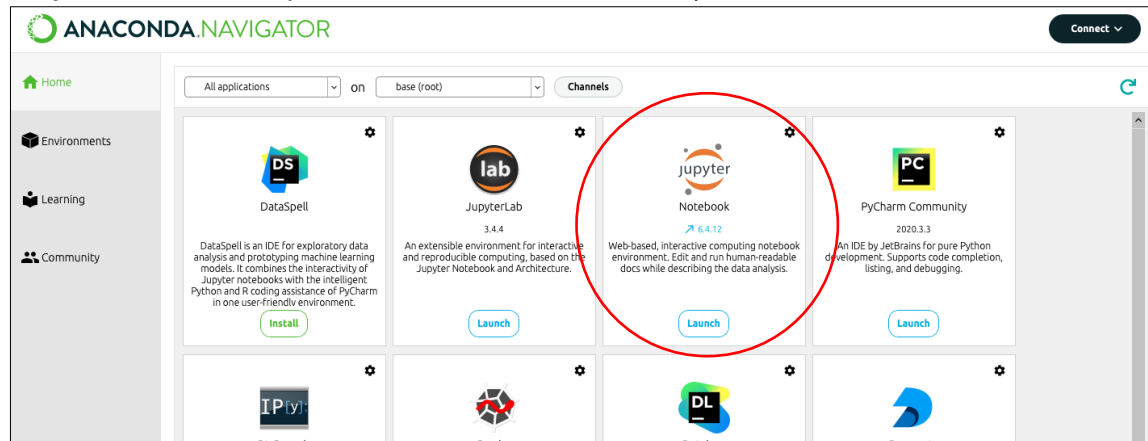 ANACONDA.NAVIGATOR
Connect
Home
All applications
on
base (root)
Channels
Environments
Learning
Community
DS
DataSpell
DataSpell is an IDE for exploratory data
analysis and prototyping machine learning
models. It combines the interactivity of
Jupyter notebooks with the intelligent
Python and R coding assistance of PyCharm
in one user-friendly environment.
Install
lab
JupyterLab
3.4.4
An extensible environment for interactive
and reproducible computing, based on the
Jupyter Notebook and Architecture.
Launch
jupyter
Notebook
6.4.12
Web-based, interactive computing notebook
environment. Edit and run human-readable
docs while describing the data analysis.
Launch
PC
PyCharm Community
2020.3.3
An IDE by JetBrains for pure Python
development. Supports code completion,
listing, and debugging.
Launch
IP[y]:
DL